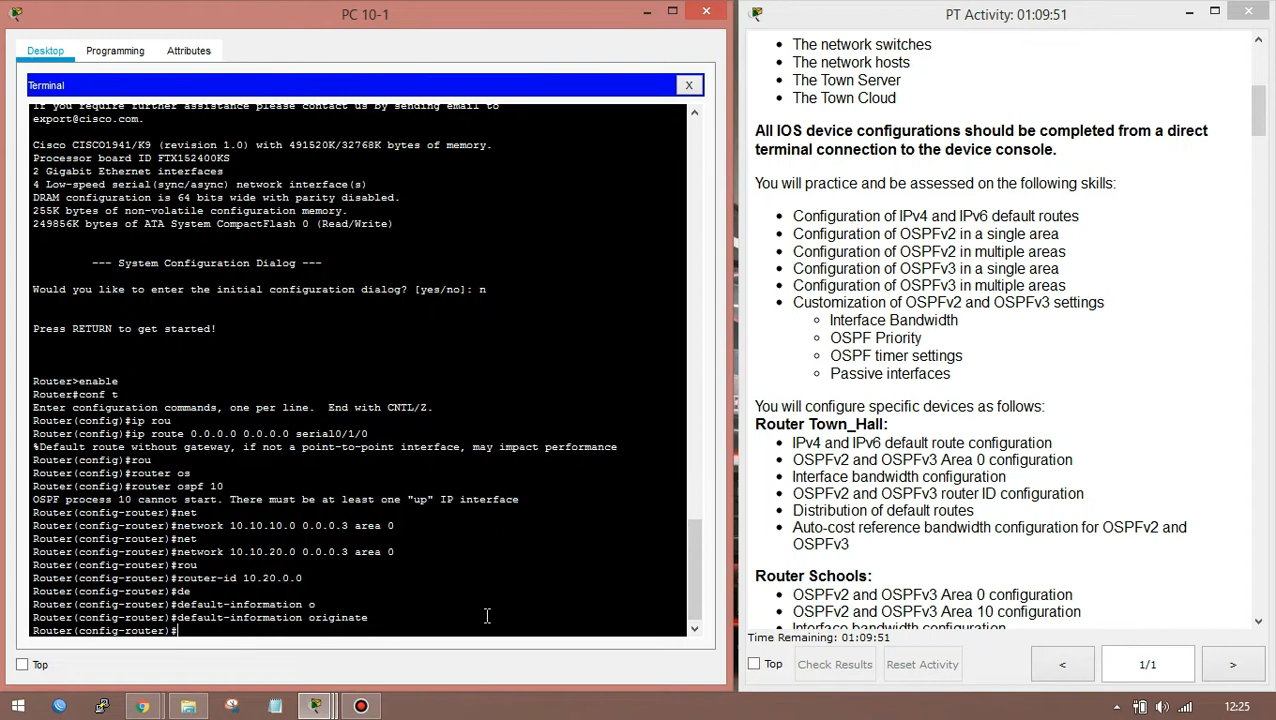 PC 10-1
Desktop
Programming
Attributes
Terminal
X
If you require further assistance please contact us by sending email to
export@cisco.com.
Cisco CISCO1941/K9 (revision 1.0) with 491520K/32768K bytes of memory.
Processor board ID FTX152400KS
2 Gigabit Ethernet interfaces
4 Low-speed serial(sync/async) network interface(s)
DRAM configuration is 64 bits wide with parity disabled.
255K bytes of non-volatile configuration memory.
249856K bytes of ATA System CompactFlash 0 (Read/Write)
--- System Configuration Dialog ---
Would you like to enter the initial configuration dialog? [yes/no]: n
Press RETURN to get started!
Router>enable
Router#conf t
Enter configuration commands, one per line.  End with CNTL/Z.
Router(config)#ip rou
Router(config)#ip route 0.0.0.0 0.0.0.0 serial0/1/0
%Default route without gateway, if not a point-to-point interface, may impact performance
Router(config)#rou
Router(config)#router os
Router(config)#router ospf 10
OSPF process 10 cannot start. There must be at least one "up" IP interface
Router(config-router)#net
Router(config-router)#network 10.10.10.0 0.0.0.3 area 0
Router(config-router)#net
Router(config-router)#network 10.10.20.0 0.0.0.3 area 0
Router(config-router)#rou
Router(config-router)#router-id 10.20.0.0
Router(config-router)#de
Router(config-router)#default-information o
Router(config-router)#default-information originate
Router(config-router)#
Top
PT Activity: 01:09:51
• The network switches
• The network hosts
• The Town Server
• The Town Cloud
All IOS device configurations should be completed from a direct
terminal connection to the device console.
You will practice and be assessed on the following skills:
• Configuration of IPv4 and IPv6 default routes
• Configuration of OSPFv2 in a single area
• Configuration of OSPFv2 in multiple areas
• Configuration of OSPFv3 in a single area
• Configuration of OSPFv3 in multiple areas
• Customization of OSPFv2 and OSPFv3 settings
◦ Interface Bandwidth
◦ OSPF Priority
◦ OSPF timer settings
◦ Passive interfaces
You will configure specific devices as follows:
Router Town_Hall:
• IPv4 and IPv6 default route configuration
• OSPFv2 and OSPFv3 Area 0 configuration
• Interface bandwidth configuration
• OSPFv2 and OSPFv3 router ID configuration
• Distribution of default routes
• Auto-cost reference bandwidth configuration for OSPFv2 and
OSPFv3
Router Schools:
• OSPFv2 and OSPFv3 Area 0 configuration
• OSPFv2 and OSPFv3 Area 10 configuration
• Interface bandwidth configuration
Time Remaining: 01:09:51
Top
Check Results
Reset Activity
<
1/1
>
12:25